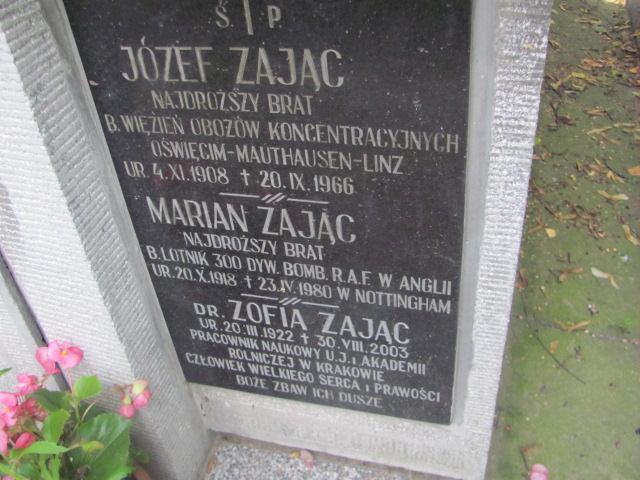 Ś P
JÓZEF ZAJĄC
NAJDROŻSZY BRAT
B. WIĘZIEŃ OBOZÓW KONCENTRACYJNYCH
OŚWIĘCIM-MAUTHAUSEN-LINZ
UR. 4.XI.1908 + 20.IX.1966
MARIAN ZAJĄC
NAJDROŻSZY BRAT
B. LOTNIK 300 DYW. BOMB. R.A.F. W ANGLII
UR. 20.X.1918 + 23.IV.1980 W NOTTINGHAM
DR. ZOFIA ZAJĄC
UR. 20.III.1922 + 30.VIII.2003
PRACOWNIK NAUKOWY U.J. i AKADEMII
ROLNICZEJ W KRAKOWIE
CZŁOWIEK WIELKIEGO SERCA i PRAWOŚCI
BOŻE ZBAW ICH DUSZE